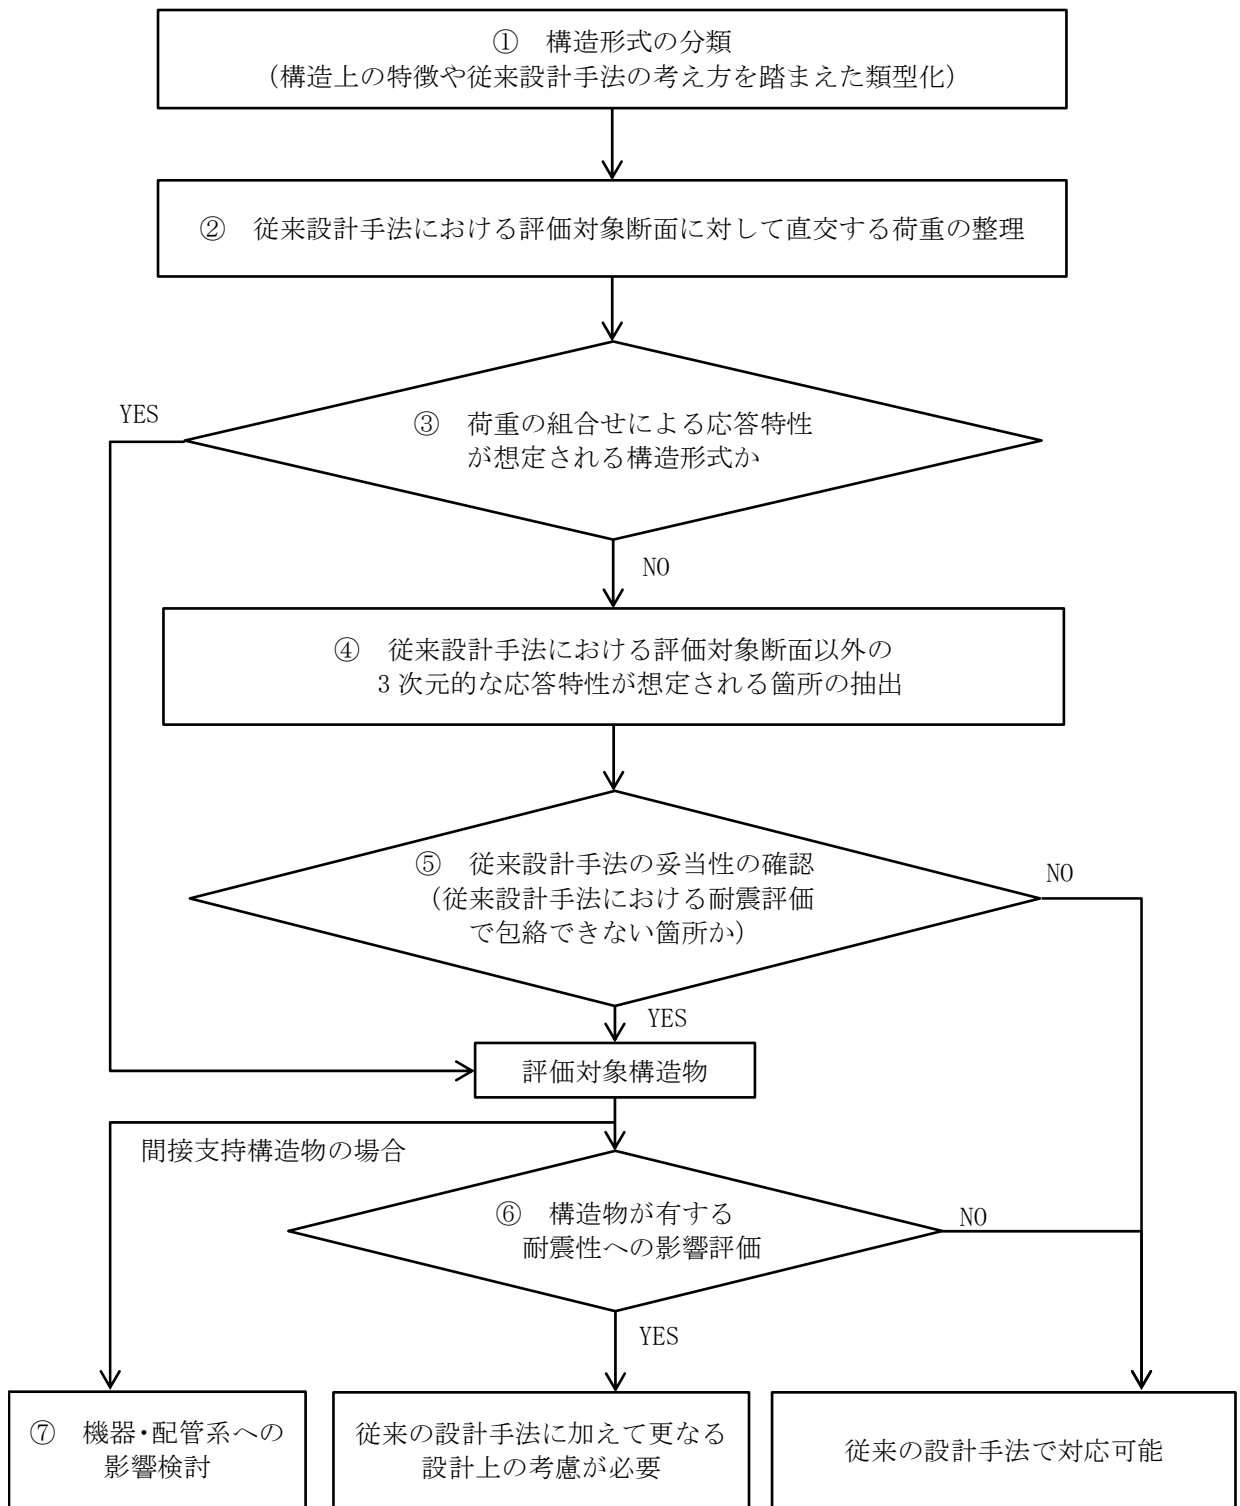 ① 構造形式の分類
（構造上の特徴や従来設計手法の考え方を踏まえた類型化）
② 従来設計手法における評価対象断面に対して直交する荷重の整理
YES
③ 荷重の組合せによる応答特性
が想定される構造形式か
NO
④ 従来設計手法における評価対象断面以外の
3次元的な応答特性が想定される箇所の抽出
⑤ 従来設計手法の妥当性の確認
（従来設計手法における耐震評価
で包絡できない箇所か）
NO
YES
評価対象構造物
間接支持構造物の場合
⑥ 構造物が有する
耐震性への影響評価
NO
YES
⑦ 機器・配管系への
影響検討
従来の設計手法に加えて更なる
設計上の考慮が必要
従来の設計手法で対応可能